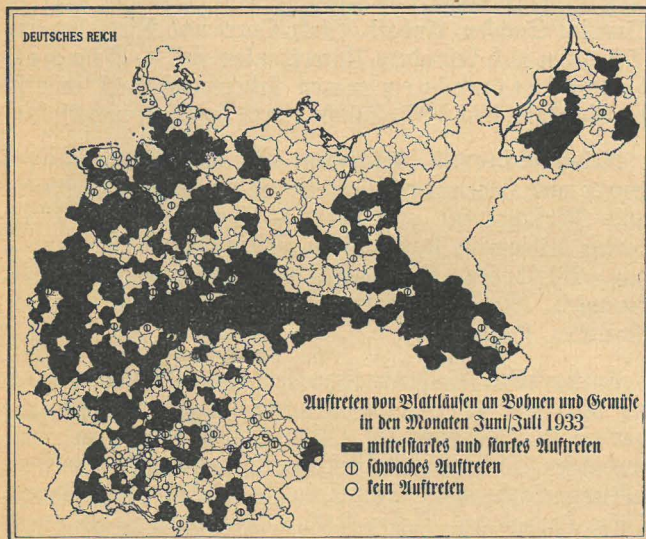 DEUTSCHES REICH
Auftreten von Blattläusen an Bohnen und Gemüse
in den Monaten Juni/Juli 1933
mittelstarkes und starkes Auftreten
schwaches Auftreten
kein Auftreten